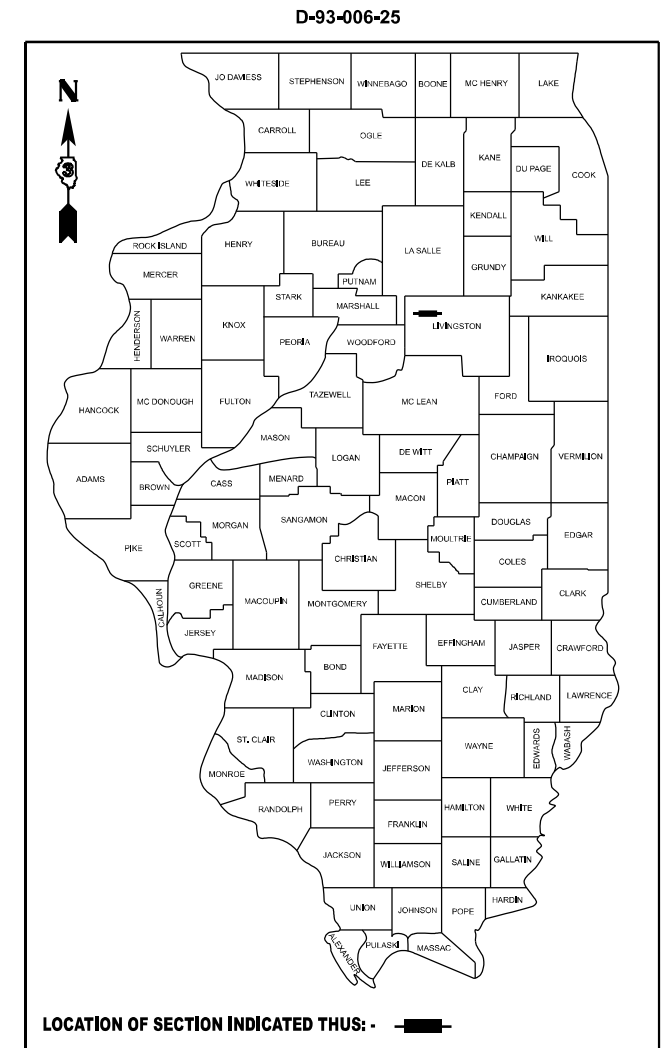 D-93-006-25
JO DAVIESS
STEPHENSON
WINNEBAGO
BOONE
MC HENRY
LAKE
N
CARROLL
OGLE
DE KALB
KANE
DU PAGE
COOK
3
WHITESIDE
LEE
KENDALL
WILL
ROCK ISLAND
HENRY
BUREAU
LA SALLE
GRUNDY
MERCER
PUTNAM
STARK
MARSHALL
KANKAKEE
HENDERSON
WARREN
KNOX
PEORIA
WOODFORD
LIVINGSTON
IROQUOIS
HANCOCK
MC DONOUGH
FULTON
TAZEWELL
MC LEAN
FORD
MASON
SCHUYLER
LOGAN
DE WITT
CHAMPAIGN
VERMILION
ADAMS
BROWN
CASS
MENARD
PIATT
MACON
MORGAN
SANGAMON
DOUGLAS
PIKE
SCOTT
CHRISTIAN
MOULTRIE
EDGAR
COLES
GREENE
SHELBY
CALHOUN
MACOUPIN
MONTGOMERY
CUMBERLAND
CLARK
JERSEY
FAYETTE
EFFINGHAM
JASPER
CRAWFORD
MADISON
BOND
CLAY
RICHLAND
LAWRENCE
CLINTON
MARION
ST. CLAIR
WAYNE
EDWARDS
WABASH
WASHINGTON
JEFFERSON
MONROE
RANDOLPH
PERRY
HAMILTON
WHITE
FRANKLIN
JACKSON
WILLIAMSON
SALINE
GALLATIN
UNION
JOHNSON
POPE
HARDIN
ALEXANDER
PULASKI
MASSAC
LOCATION OF SECTION INDICATED THUS: -